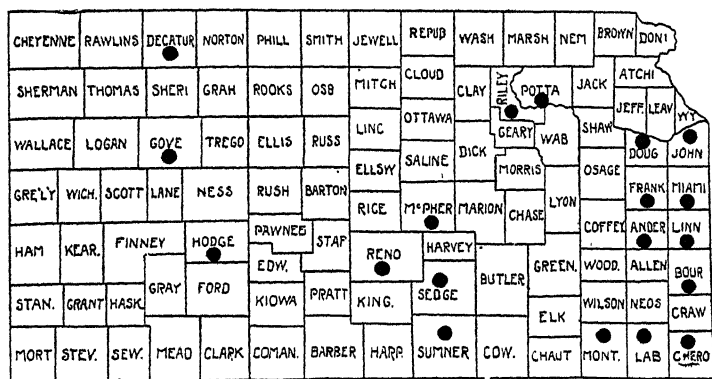 CHEYENNE RAWLINS DECATUR NORTON PHILL SMITH JEWELL REPUB WASH MARSH NEM BROWN DONI
SHERMAN THOMAS SHERI GRAH ROOKS OSB MITCH CLOUD CLAY RILEY POTTA JACK ATCHI
JEFF. LEAV WY
WALLACE LOGAN GOVE TREGO ELLIS RUSS LINC OTTAWA GEARY WAB SHAW DOUG JOHN
ELLSW SALINE DICK MORRIS OSAGE
GRE'LY WICH. SCOTT LANE NESS RUSH BARTON RICE McPHER MARION CHASE LYON FRANK MIAMI
HAM KEAR. FINNEY HODGE PAWNEE STAF RENO HARVEY COFFEY ANDER LINN
EDW. SEDGE BUTLER GREEN. WOOD. ALLEN BOUR
STAN. GRANT HASK. GRAY FORD KIOWA PRATT KING. ELK WILSON NEOS CRAW
MORT STEV. SEW. MEAD CLARK COMAN. BARBER HARP. SUMNER COW. CHAUT MONT. LAB CHERO